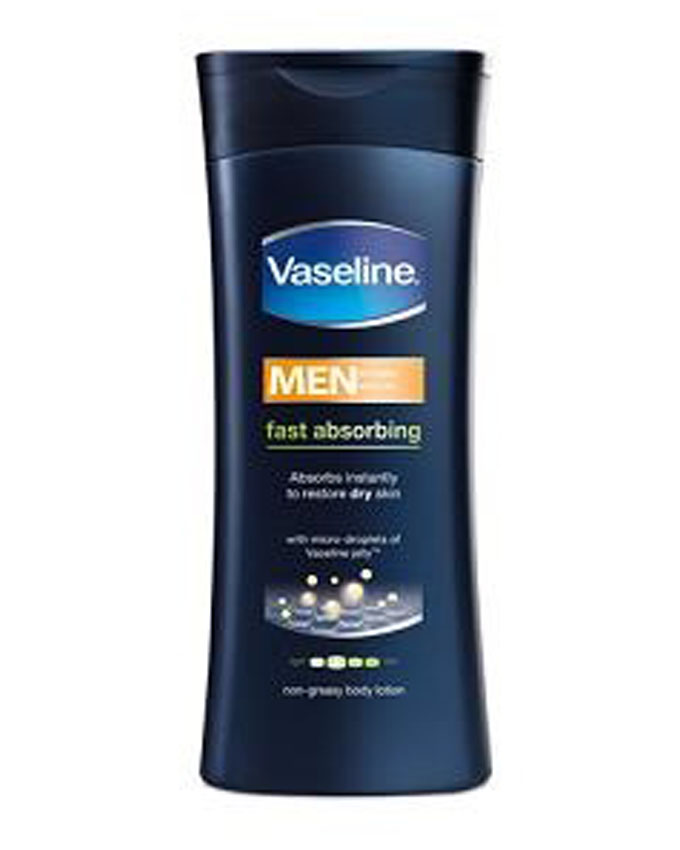 Vaseline.
MEN
fast absorbing
Absorbs instantly
to restore dry skin
with micro-droplets of
Vaseline jelly™
non-greasy body lotion